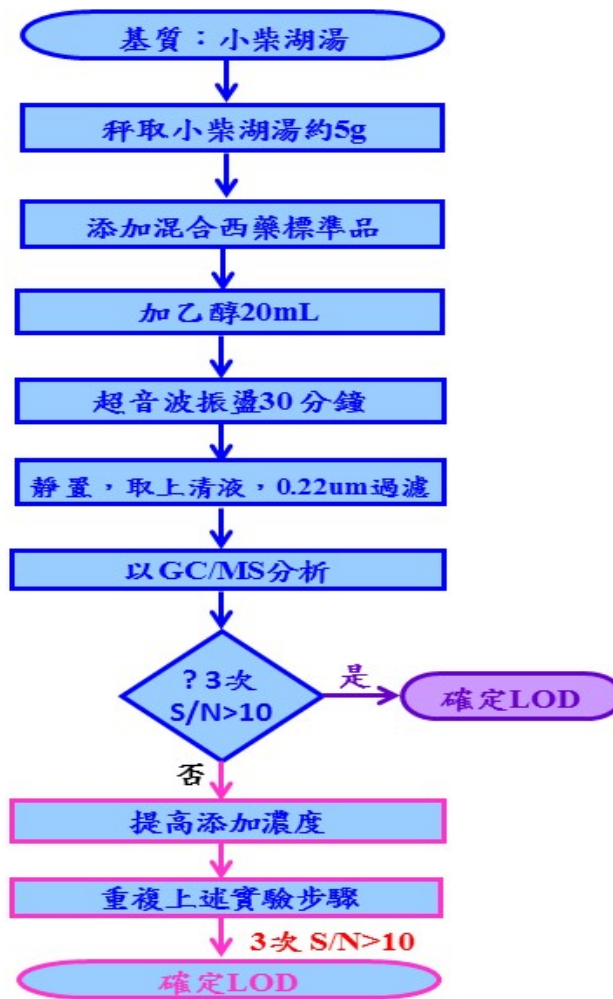 基質：小柴湖湯
秤取小柴湖湯約5g
添加混合西藥標準品
加乙醇20mL
超音波振盪30 分鐘
靜置，取上清液，0.22um過濾
以GC/MS分析
? 3次
S/N>10
是
確定LOD
否
提高添加濃度
重複上述實驗步驟
3次 S/N>10
確定LOD